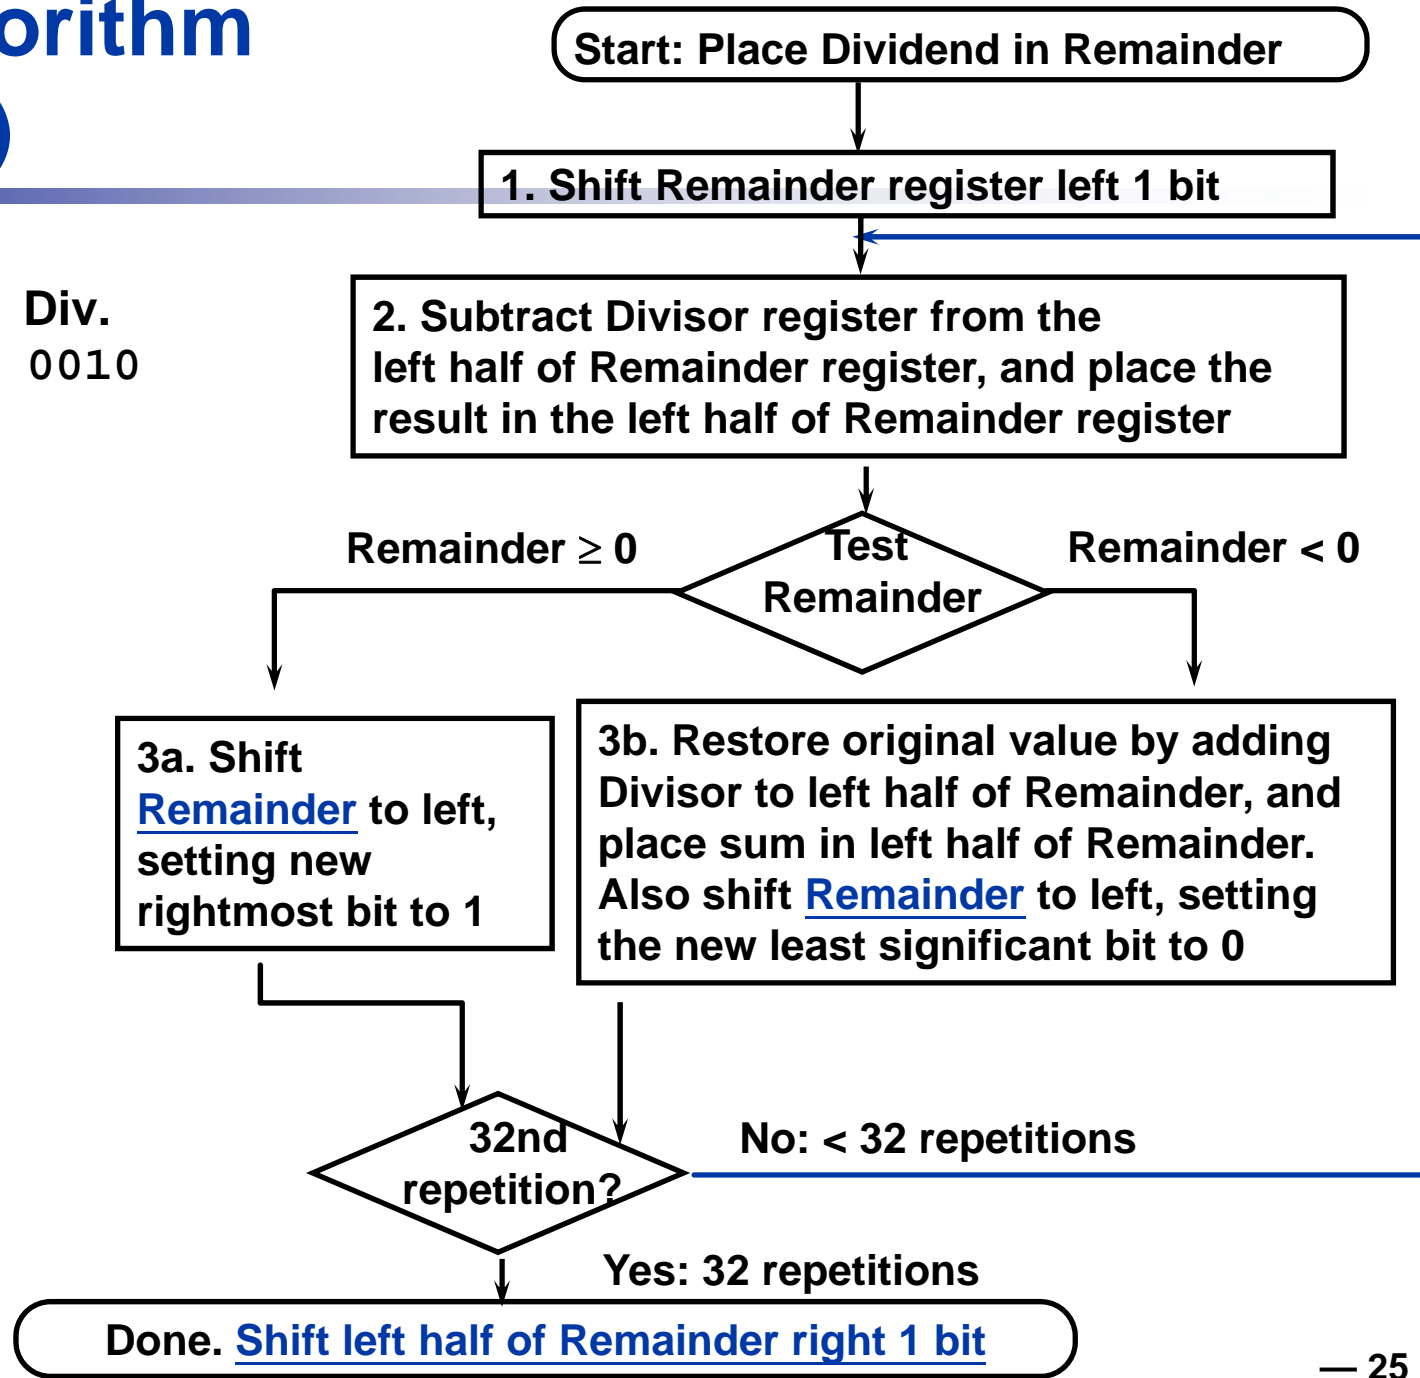 orithm
Start: Place Dividend in Remainder
1. Shift Remainder register left 1 bit
Div.
0010
2. Subtract Divisor register from the
left half of Remainder register, and place the
result in the left half of Remainder register
Remainder ≥ 0
Test
Remainder
Remainder < 0
3a. Shift
Remainder to left,
setting new
rightmost bit to 1
3b. Restore original value by adding
Divisor to left half of Remainder, and
place sum in left half of Remainder.
Also shift Remainder to left, setting
the new least significant bit to 0
32nd
repetition?
No: < 32 repetitions
Yes: 32 repetitions
Done. Shift left half of Remainder right 1 bit
— 25